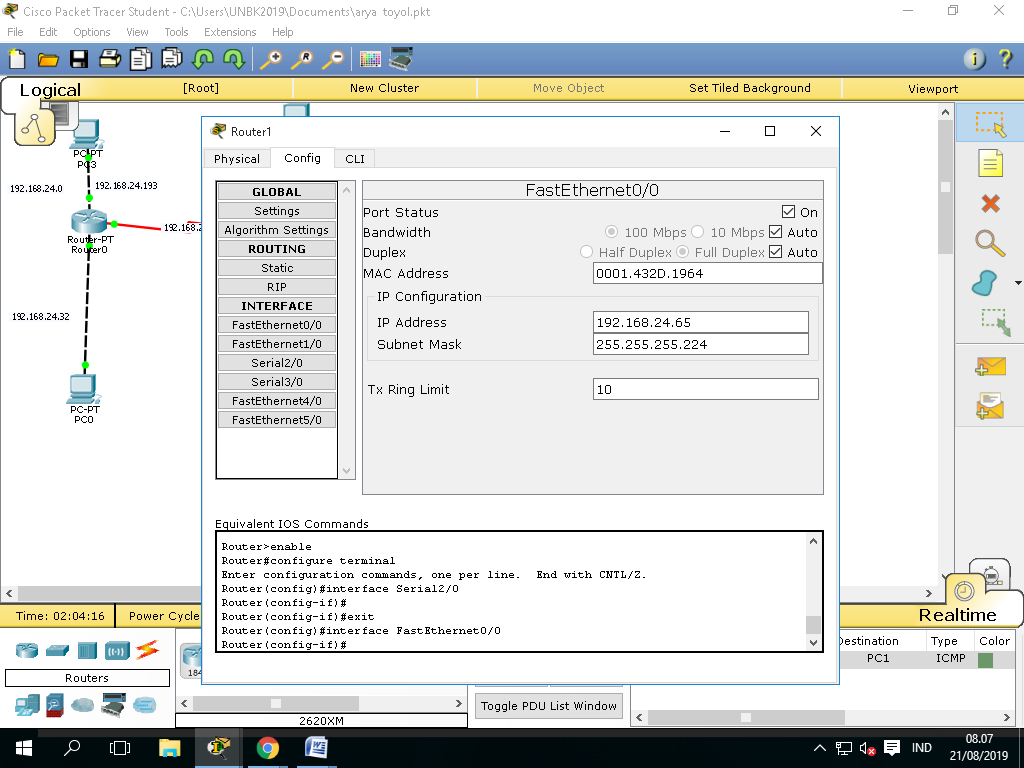 Cisco Packet Tracer Student - C:\Users\UNBK2019\Documents\arya toyol.pkt
File Edit Options View Tools Extensions Help
Logical [Root] New Cluster Move Object Set Tiled Background Viewport
PC-PT
PC3
192.168.24.0
192.168.24.193
Router-PT
Router0
192.168.2
192.168.24.32
PC-PT
PC0
Router1
Physical Config CLI
GLOBAL
Settings
Algorithm Settings
ROUTING
Static
RIP
INTERFACE
FastEthernet0/0
FastEthernet1/0
Serial2/0
Serial3/0
FastEthernet4/0
FastEthernet5/0
FastEthernet0/0
Port Status On
Bandwidth 100 Mbps 10 Mbps Auto
Duplex Half Duplex Full Duplex Auto
MAC Address 0001.432D.1964
IP Configuration
IP Address 192.168.24.65
Subnet Mask 255.255.255.224
Tx Ring Limit 10
Equivalent IOS Commands
Router>enable
Router#configure terminal
Enter configuration commands, one per line. End with CNTL/Z.
Router(config)#interface Serial2/0
Router(config-if)#
Router(config-if)#exit
Router(config)#interface FastEthernet0/0
Router(config-if)#
Time: 02:04:16 Power Cycle
Realtime
Routers
184
2620XM
Toggle PDU List Window
Destination Type Color
PC1 ICMP
IND
08.07
21/08/2019